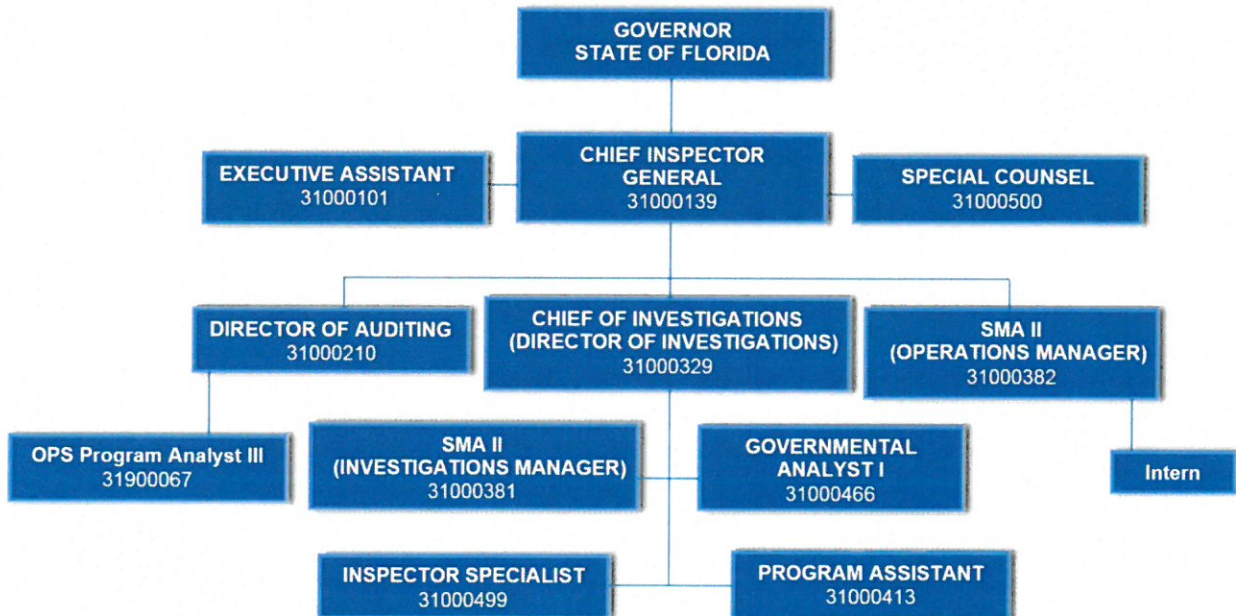 GOVERNOR
STATE OF FLORIDA
EXECUTIVE ASSISTANT
31000101
CHIEF INSPECTOR
GENERAL
31000139
SPECIAL COUNSEL
31000500
DIRECTOR OF AUDITING
31000210
CHIEF OF INVESTIGATIONS
(DIRECTOR OF INVESTIGATIONS)
31000329
SMA II
(OPERATIONS MANAGER)
31000382
OPS Program Analyst III
31900067
SMA II
(INVESTIGATIONS MANAGER)
31000381
GOVERNMENTAL
ANALYST I
31000466
Intern
INSPECTOR SPECIALIST
31000499
PROGRAM ASSISTANT
31000413